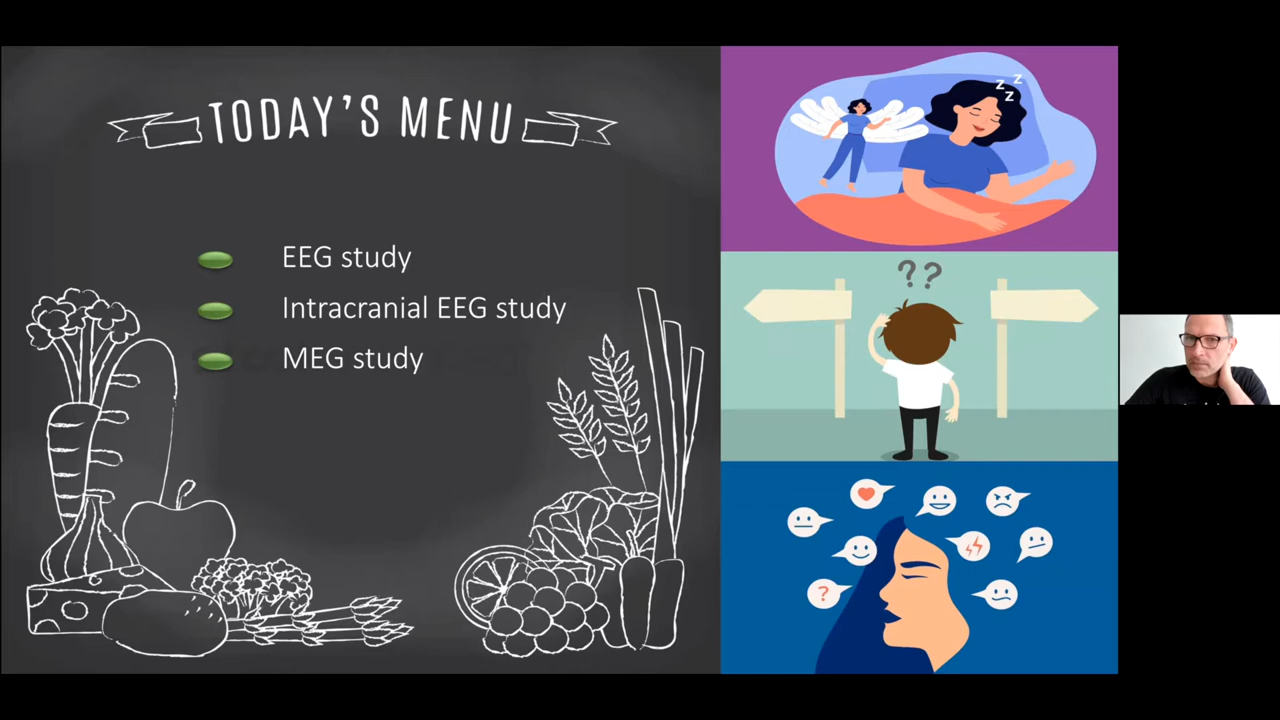 TODAY'S MENU
EEG study
Intracranial EEG study
MEG study
z z
z
??
?